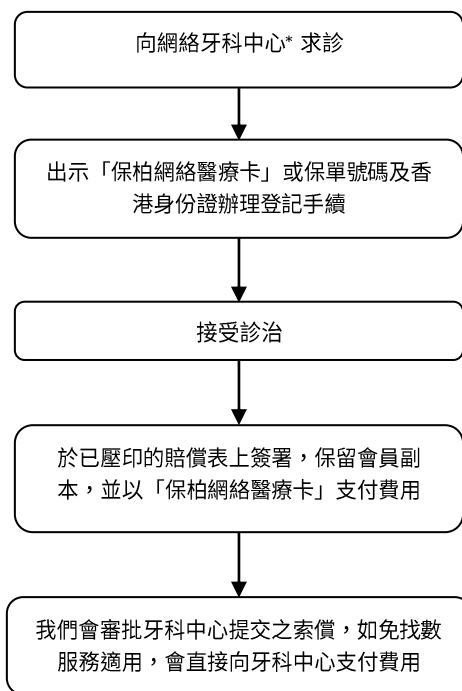 向網絡牙科中心* 求診
出示「保柏網絡醫療卡」或保單號碼及香
港身份證辦理登記手續
接受診治
於已壓印的賠償表上簽署，保留會員副
本，並以「保柏網絡醫療卡」支付費用
我們會審批牙科中心提交之索償，如免找數
服務適用，會直接向牙科中心支付費用